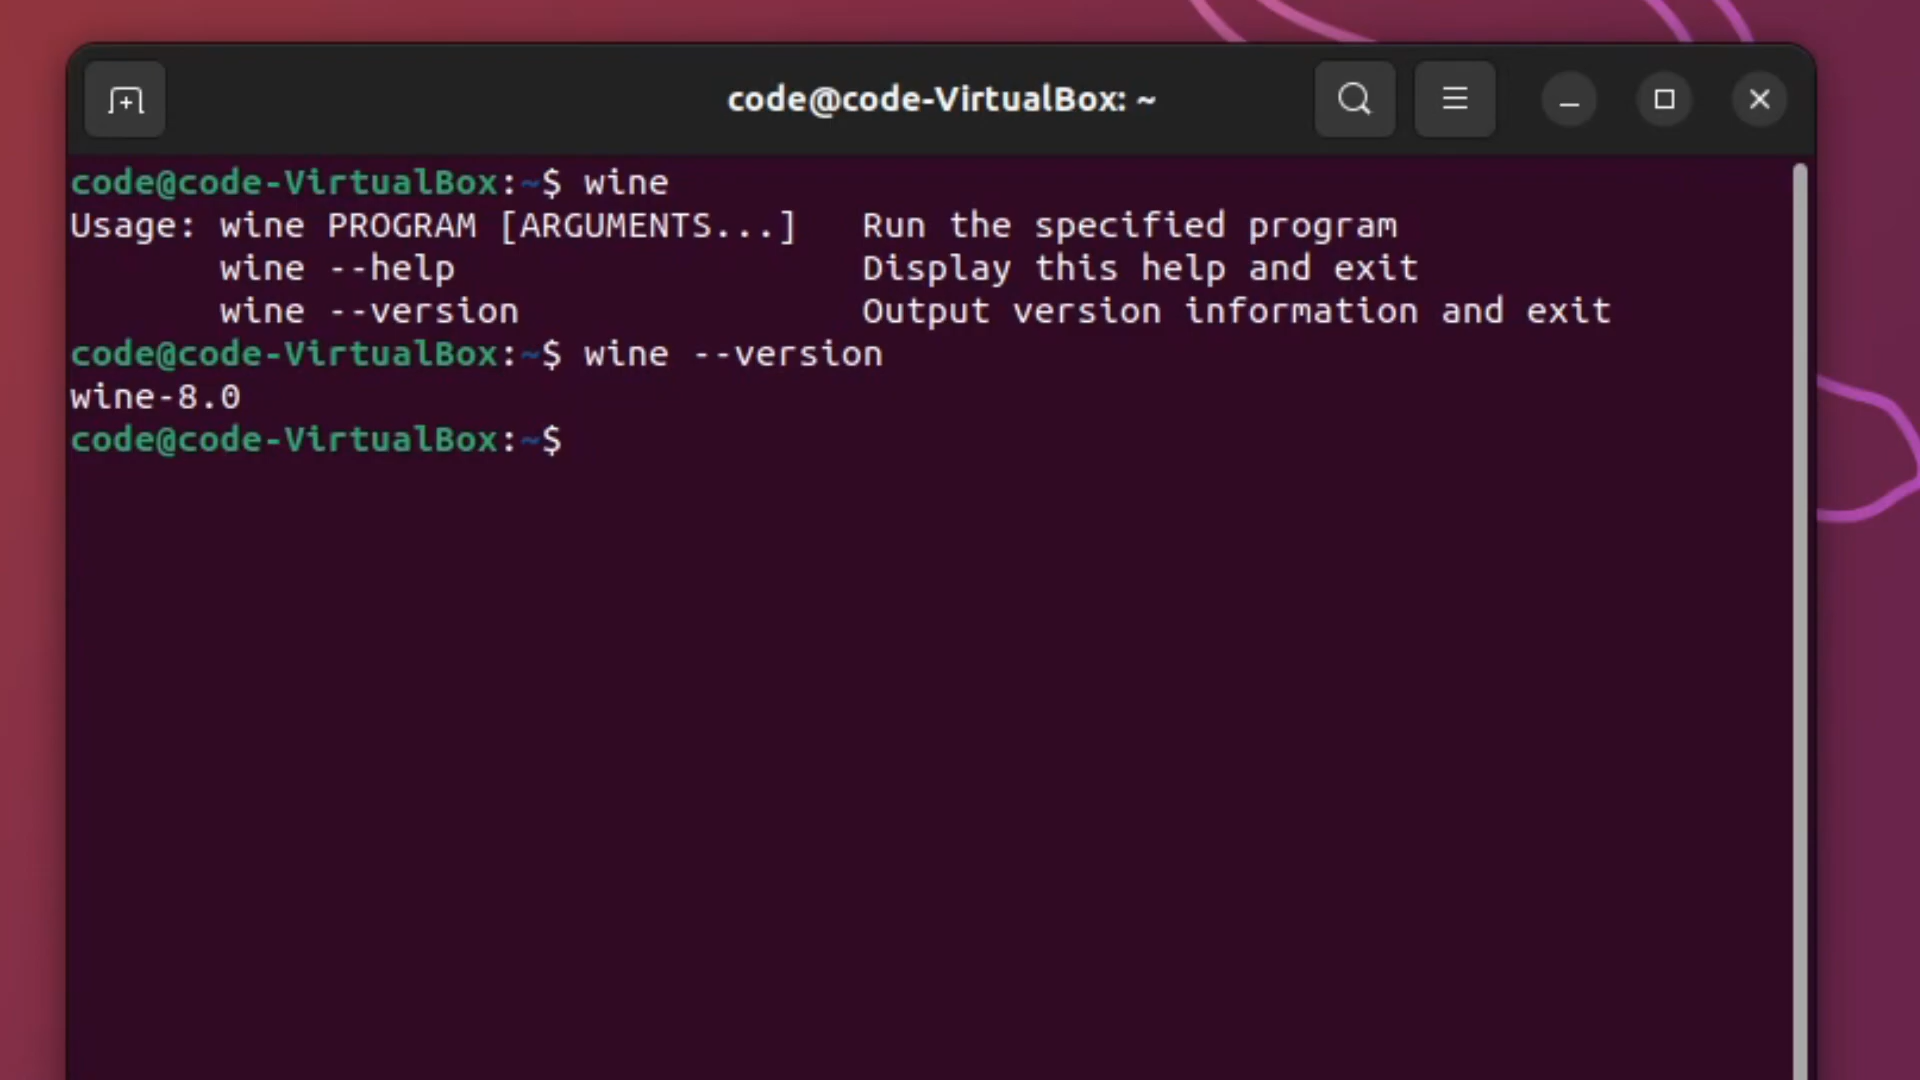 code@code-VirtualBox: ~
code@code-VirtualBox:~$ wine
Usage: wine PROGRAM [ARGUMENTS...]   Run the specified program
       wine --help                   Display this help and exit
       wine --version                Output version information and exit
code@code-VirtualBox:~$ wine --version
wine-8.0
code@code-VirtualBox:~$